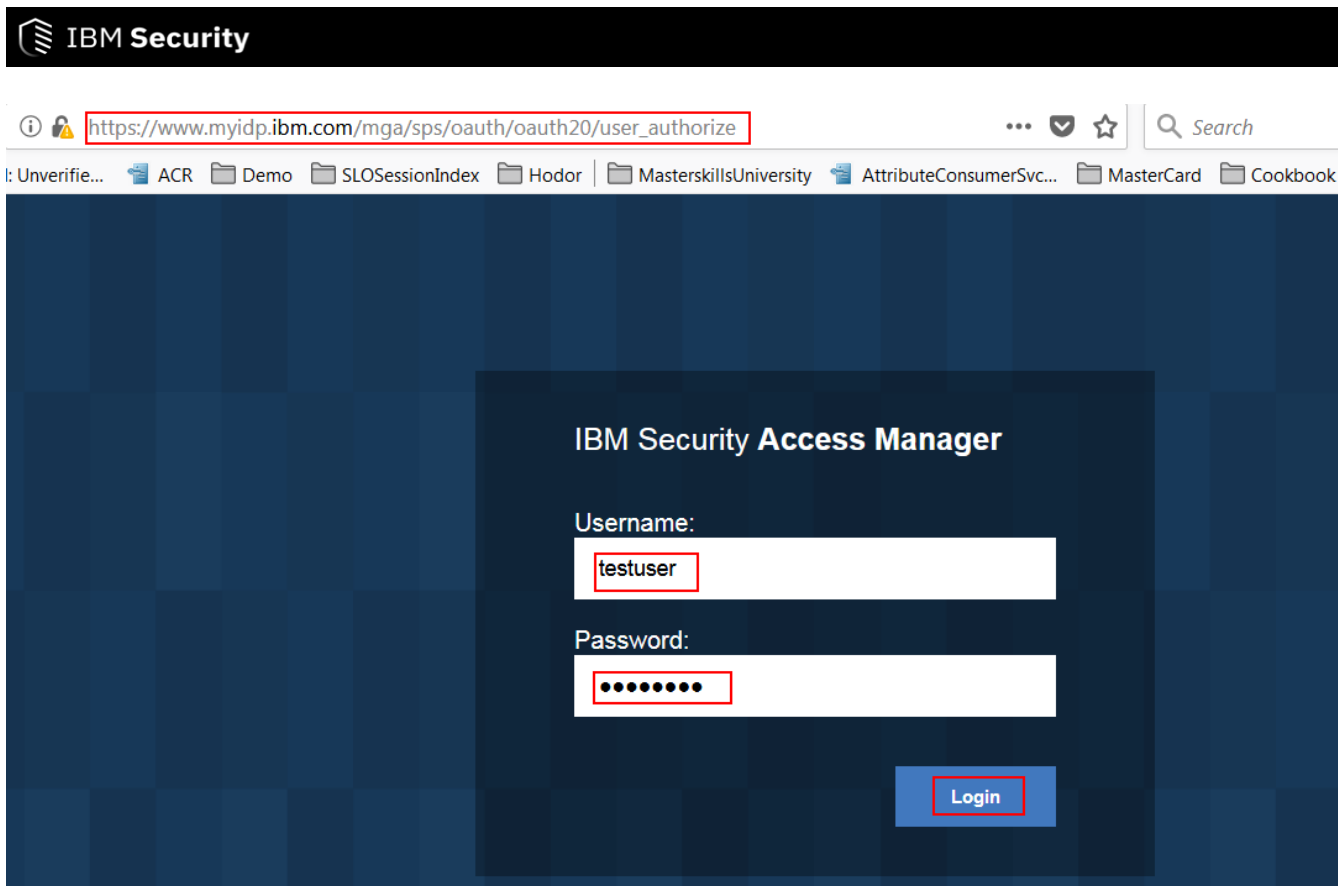 IBM Security
https://www.myidp.ibm.com/mga/sps/oauth/oauth20/user_authorize ••• Search
: Unverifie... ACR Demo SLOSessionIndex Hodor MasterskillsUniversity AttributeConsumerSvc... MasterCard Cookbook
IBM Security Access Manager
Username:
testuser
Password:
●●●●●●●●
Login